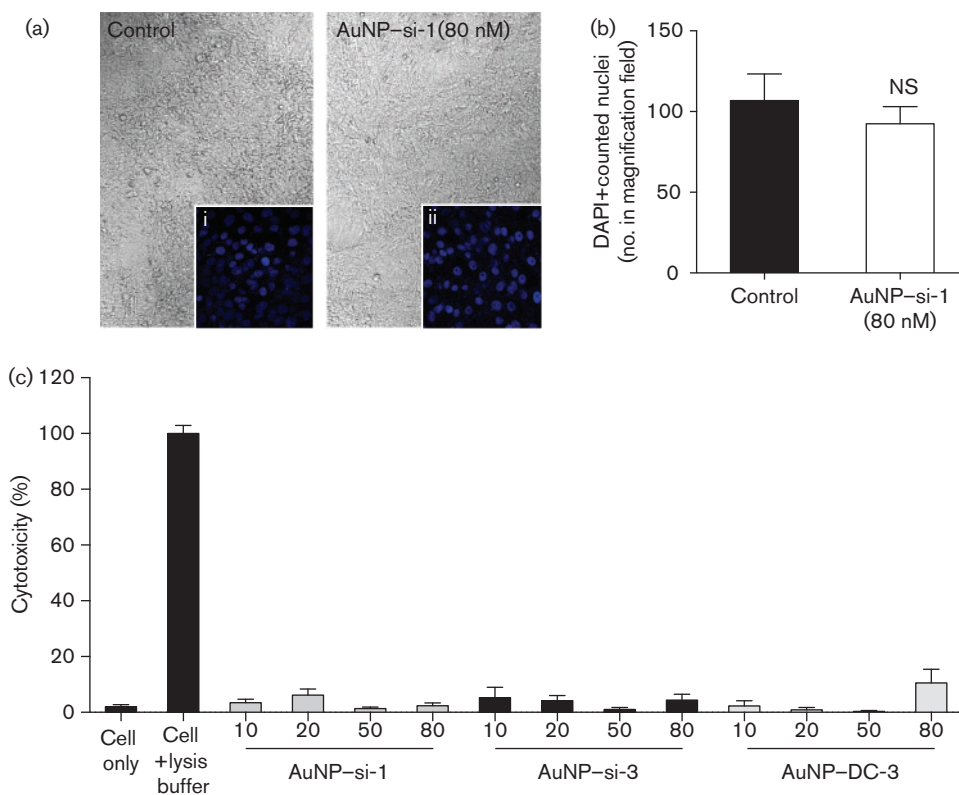 (a)
Control
AuNP–si-1(80 nM)
i
ii
(b)
DAPI+counted nuclei
(no. in magnification field)
150
100
50
0
NS
Control
AuNP–si-1
(80 nM)
(c)
Cytotoxicity (%)
120
100
80
60
40
20
0
Cell
only
Cell
+lysis
buffer
10 20 50 80
AuNP–si-1
10 20 50 80
AuNP–si-3
10 20 50 80
AuNP–DC-3